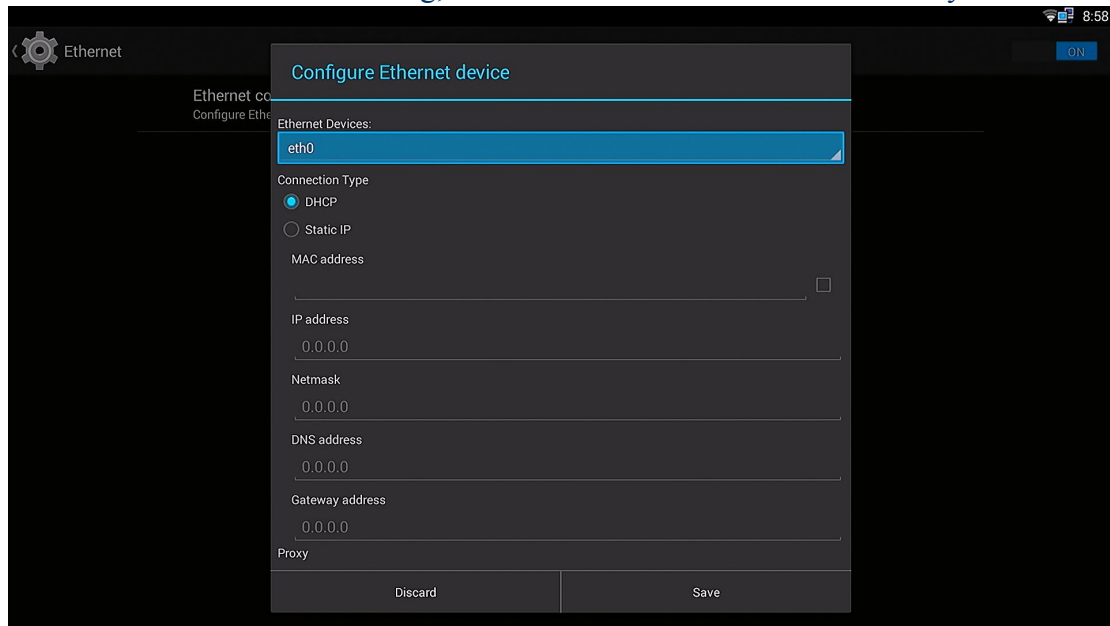 8:58
Ethernet
ON
Configure Ethernet device
Ethernet co
Configure Ethe
Ethernet Devices:
eth0
Connection Type
DHCP
Static IP
MAC address
IP address
0.0.0.0
Netmask
0.0.0.0
DNS address
0.0.0.0
Gateway address
0.0.0.0
Proxy
Discard
Save